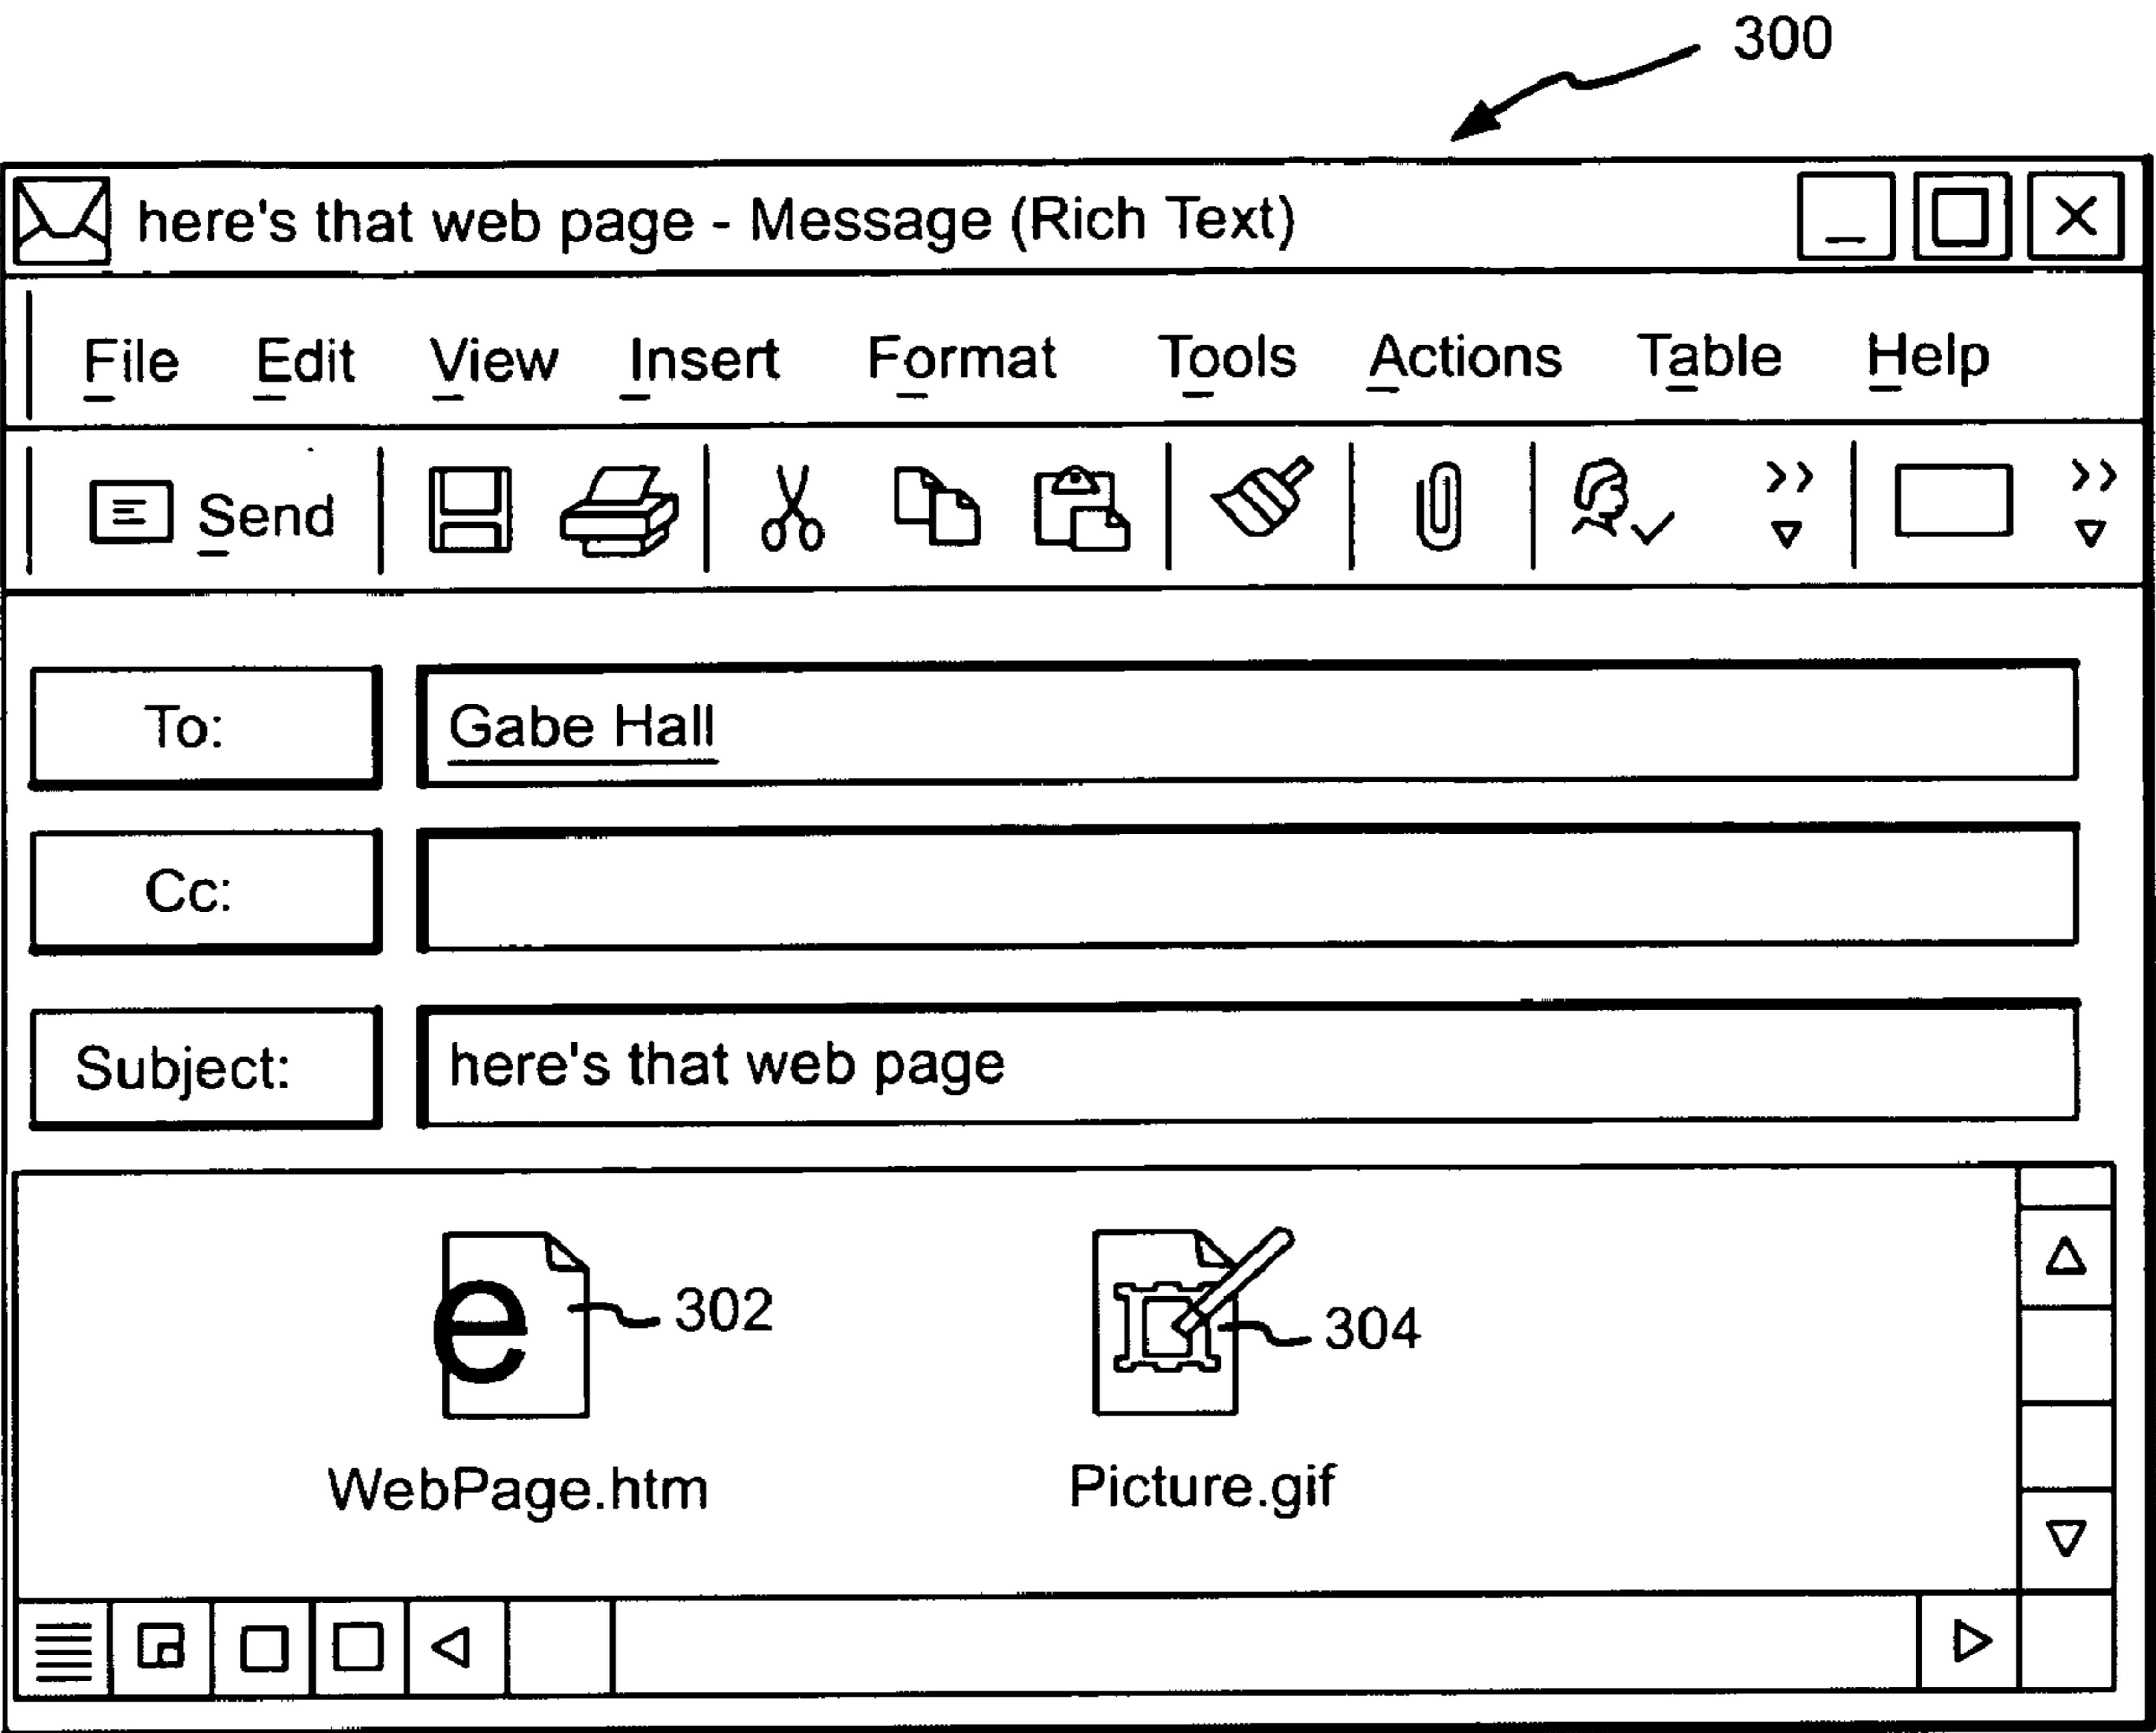 300
here's that web page - Message (Rich Text)
File Edit View Insert Format Tools Actions Table Help
Send
To: Gabe Hall
Cc:
Subject: here's that web page
302 304
WebPage.htm Picture.gif